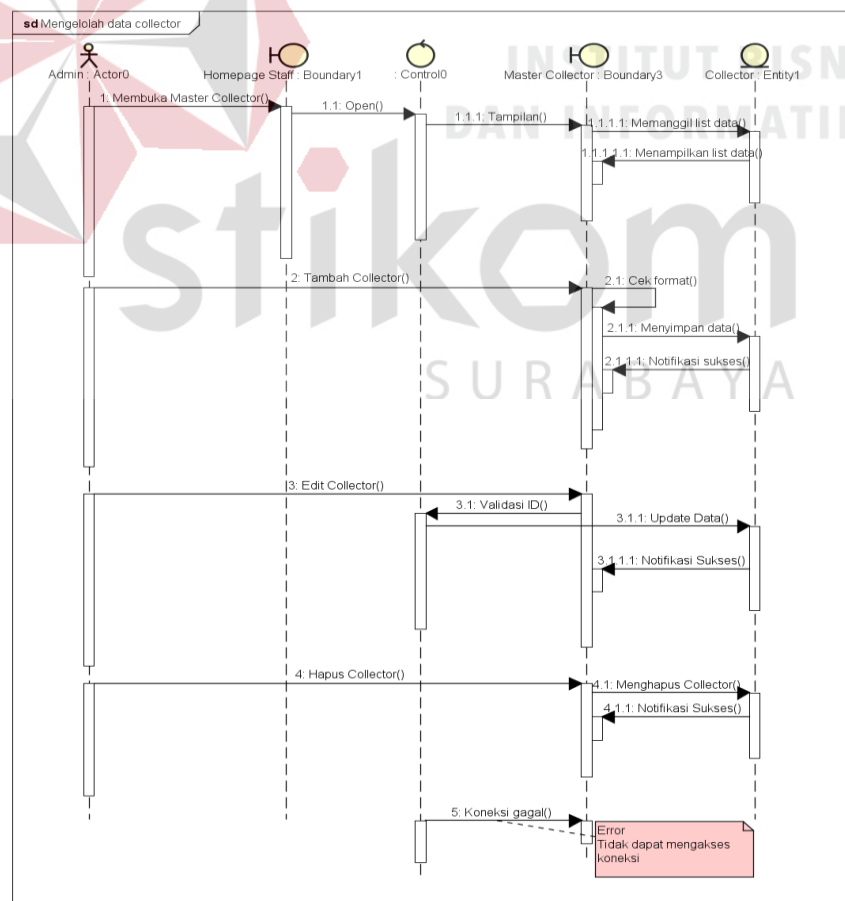 sd Mengelolah data collector
INSTITUT BISN
DAN INFORMATI
stikom
SURABAYA
Admin : Actor0
Homepage Staff : Boundary1
: Control0
Master Collector : Boundary3
Collector : Entity1
1: Membuka Master Collector()
1.1: Open()
1.1.1: Tampilan()
1.1.1.1: Memanggil list data()
1.1.1.1.1: Menampilkan list data()
2: Tambah Collector()
2.1: Cek format()
2.1.1: Menyimpan data()
2.1.1.1: Notifikasi sukses()
3: Edit Collector()
3.1: Validasi ID()
3.1.1: Update Data()
3.1.1.1: Notifikasi Sukses()
4: Hapus Collector()
4.1: Menghapus Collector()
4.1.1: Notifikasi Sukses()
5: Koneksi gagal()
Error
Tidak dapat mengakses
koneksi